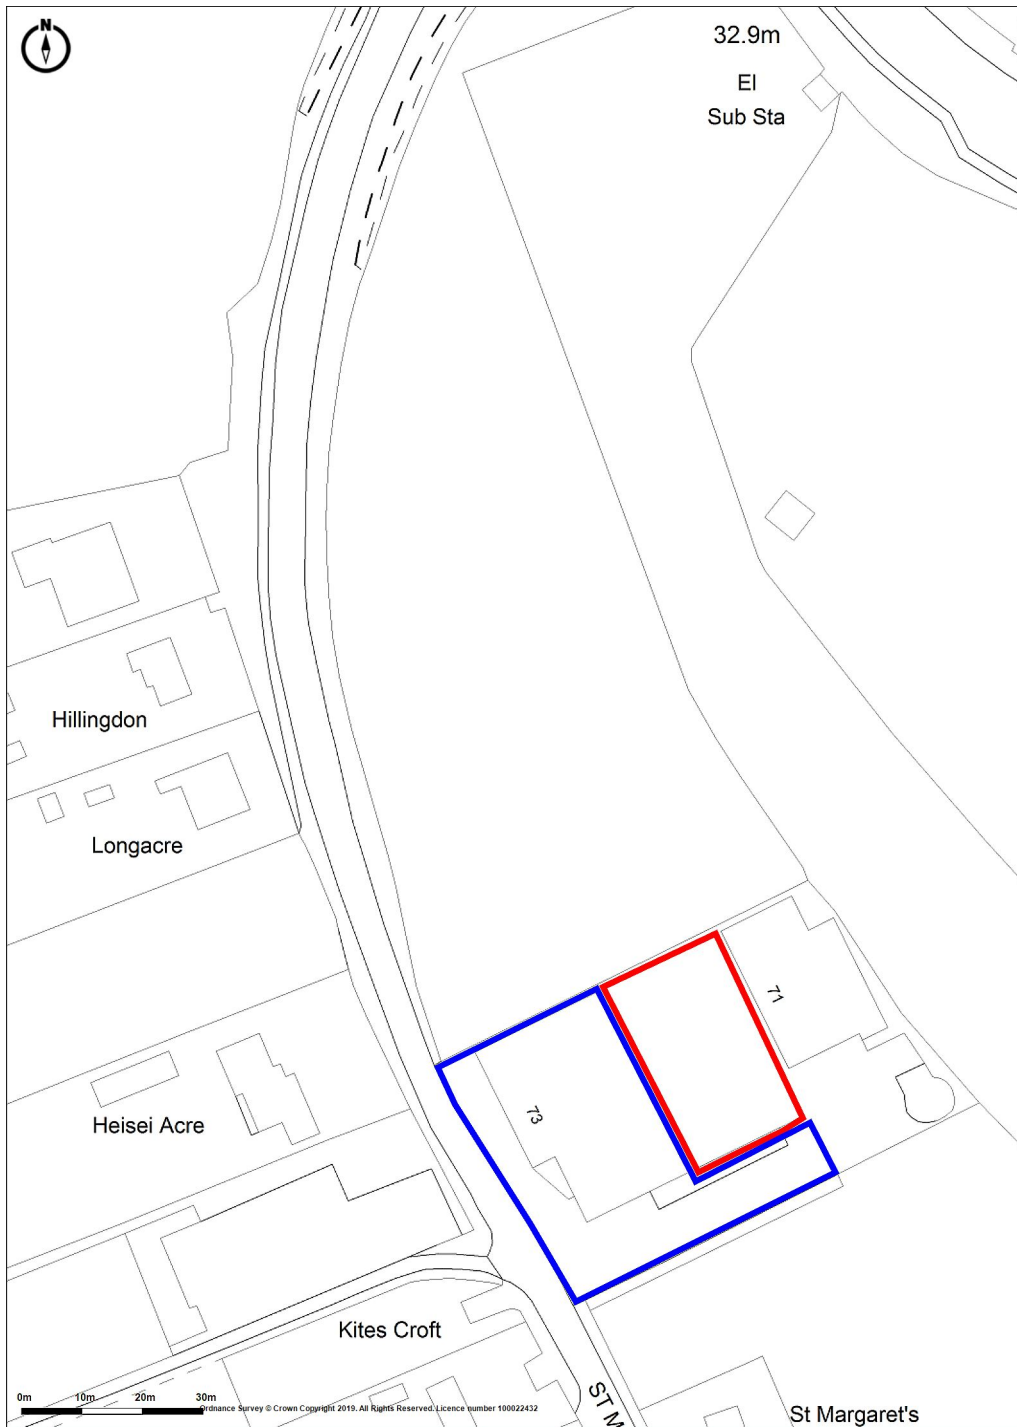 N
32.9m
El
Sub Sta
Hillingdon
Longacre
71
73
Heisei Acre
Kites Croft
0m 10m 20m 30m
Ordnance Survey © Crown Copyright 2019. All Rights Reserved. Licence number 100022432
ST M
St Margaret's